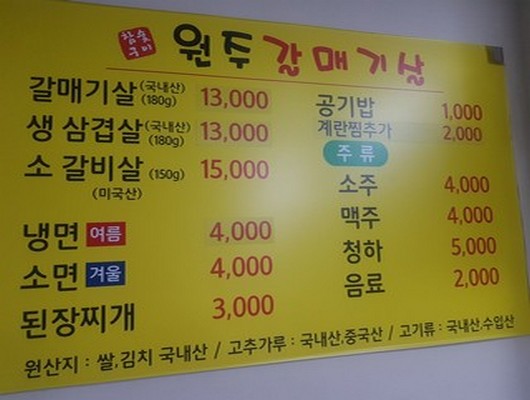 참숯구이 원주갈매기살
갈매기살 (국내산) (180g) 13,000
생 삼겹살 (국내산) (180g) 13,000
소 갈비살 (150g) 15,000
(미국산)
냉면 여름 4,000
소면 겨울 4,000
된장찌개 3,000
공기밥 1,000
계란찜추가 2,000
주류
소주 4,000
맥주 4,000
청하 5,000
음료 2,000
원산지 : 쌀,김치 국내산 / 고추가루 : 국내산,중국산 / 고기류 : 국내산,수입산